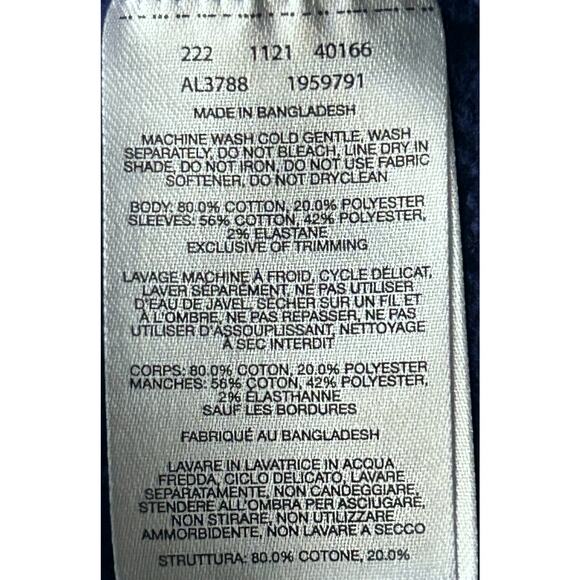 222 1121 40166
AL3788 1959791
MADE IN BANGLADESH
MACHINE WASH COLD GENTLE, WASH
SEPARATELY, DO NOT BLEACH, LINE DRY IN
SHADE, DO NOT IRON, DO NOT USE FABRIC
SOFTENER, DO NOT DRYCLEAN
BODY: 80.0% COTTON, 20.0% POLYESTER
SLEEVES: 56% COTTON, 42% POLYESTER,
2% ELASTANE
EXCLUSIVE OF TRIMMING
LAVAGE MACHINE À FROID, CYCLE DÉLICAT,
LAVER SÉPARÉMENT, NE PAS UTILISER
D'EAU DE JAVEL, SÉCHER SUR UN FIL ET
À L'OMBRE, NE PAS REPASSER, NE PAS
UTILISER D'ASSOUPLISSANT, NETTOYAGE
À SEC INTERDIT
CORPS: 80.0% COTON, 20.0% POLYESTER
MANCHES: 56% COTON, 42% POLYESTER,
2% ÉLASTHANNE
SAUF LES BORDURES
FABRIQUÉ AU BANGLADESH
LAVARE IN LAVATRICE IN ACQUA
FREDDA, CICLO DELICATO, LAVARE
SEPARATAMENTE, NON CANDEGGIARE,
STENDERE ALL'OMBRA PER ASCIUGARE,
NON STIRARE, NON UTILIZZARE
AMMORBIDENTE, NON LAVARE A SECCO
STRUTTURA: 80.0% COTONE, 20.0%